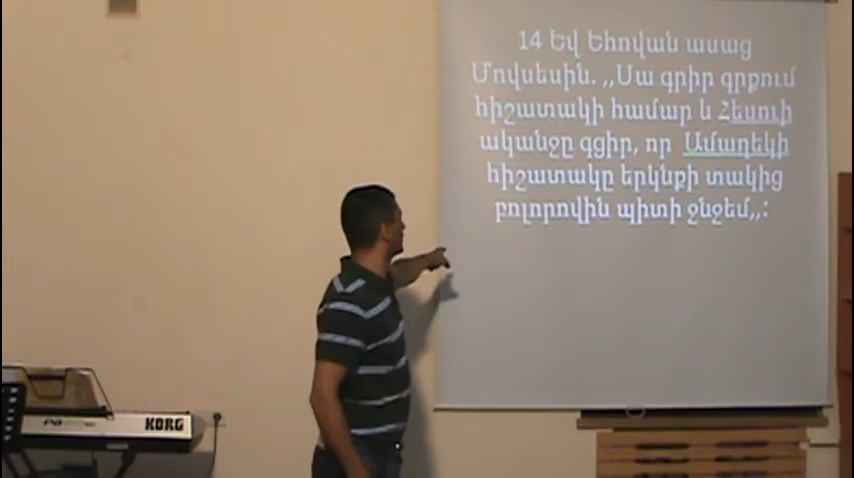 14 Եվ Եհովան ասաց
Մովսեսին. ,,Սա գրիր գրքում
հիշատակի համար և Հեսուի
ականջը գցիր, որ Ամաղեկի
հիշատակը երկնքի տակից
բոլորովին պիտի ջնջեմ,,:
KORG